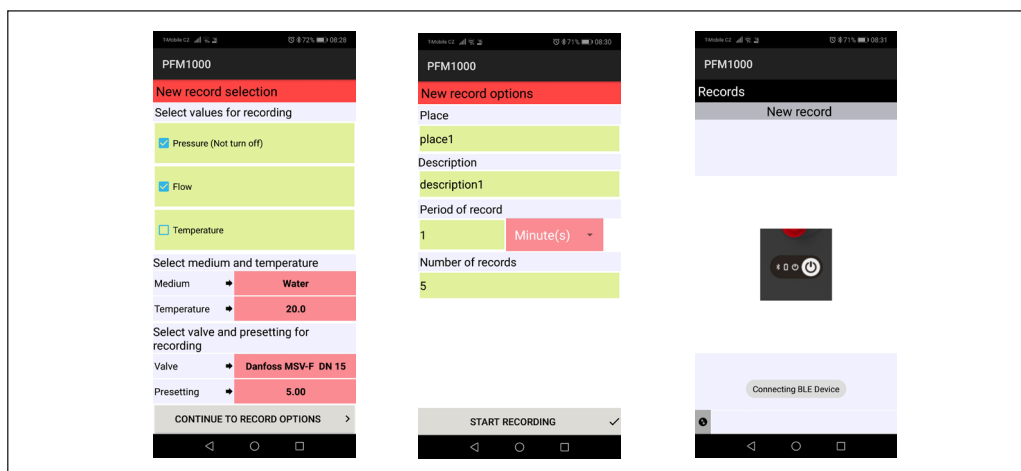 T-Mobile CZ
72% 08:28
PFM1000
New record selection
Select values for recording
Pressure (Not turn off)
Flow
Temperature
Select medium and temperature
Medium Water
Temperature 20.0
Select valve and presetting for
recording
Valve Danfoss MSV-F DN 15
Presetting 5.00
CONTINUE TO RECORD OPTIONS
T-Mobile CZ
71% 08:30
PFM1000
New record options
Place
place1
Description
description1
Period of record
1 Minute(s)
Number of records
5
START RECORDING
T-Mobile CZ
71% 08:31
PFM1000
Records
New record
Connecting BLE Device